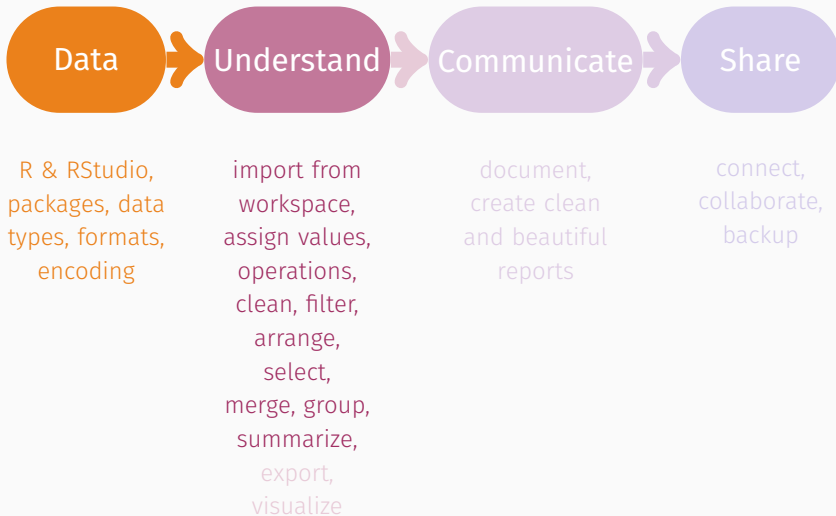 Data
Understand
Communicate
Share
R & RStudio,
packages, data
types, formats,
encoding
import from
workspace,
assign values,
operations,
clean, filter,
arrange,
select,
merge, group,
summarize,
export,
visualize
document,
create clean
and beautiful
reports
connect,
collaborate,
backup